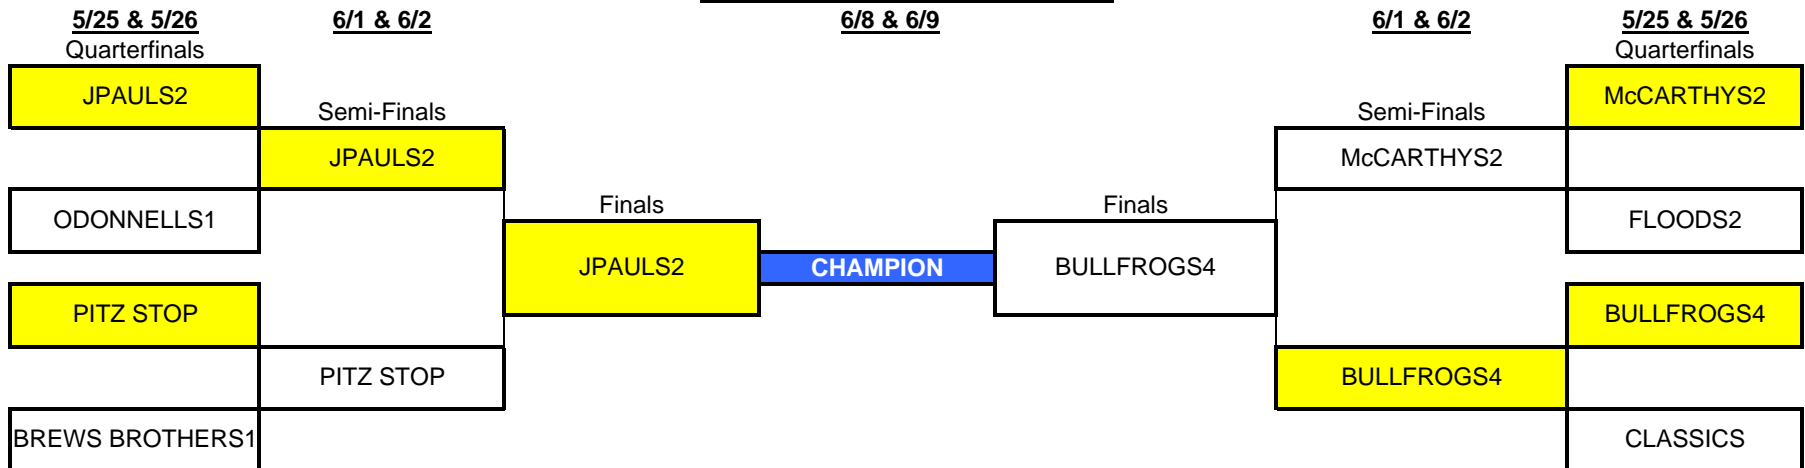 5/25 & 5/26 6/1 & 6/2 6/8 & 6/9 6/1 & 6/2 5/25 & 5/26
Quarterfinals Quarterfinals
JPAULS2 McCARTHYS2
Semi-Finals Semi-Finals
JPAULS2 McCARTHYS2
ODONNELLS1 Finals Finals FLOODS2
JPAULS2 CHAMPION BULLFROGS4
PITZ STOP BULLFROGS4
PITZ STOP BULLFROGS4
BREWS BROTHERS1 CLASSICS